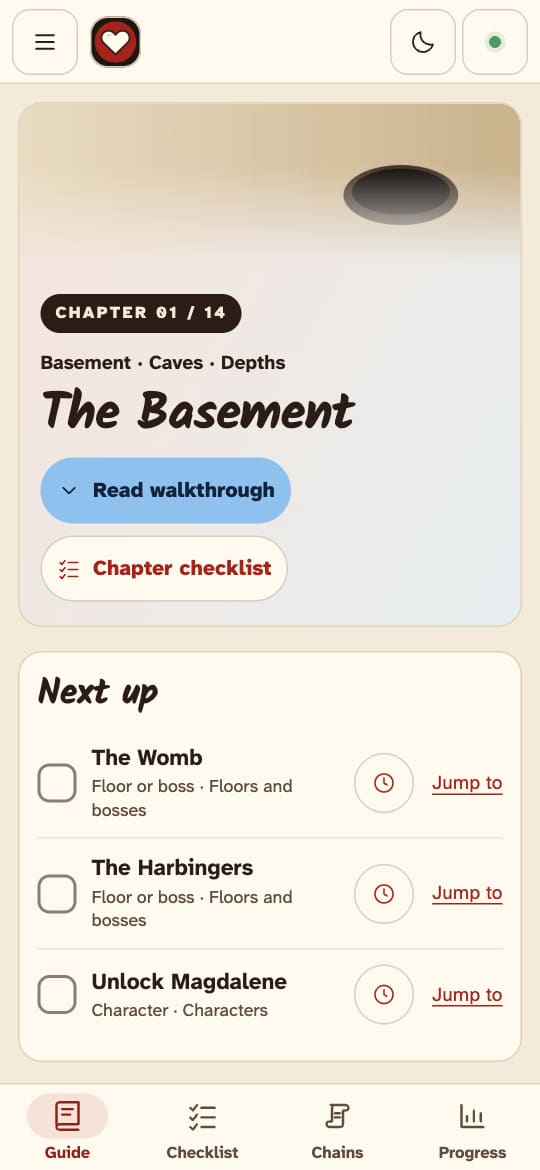 CHAPTER 01 / 14
Basement · Caves · Depths
The Basement
Read walkthrough
Chapter checklist
Next up
The Womb
Floor or boss · Floors and
bosses
Jump to
The Harbingers
Floor or boss · Floors and
bosses
Jump to
Unlock Magdalene
Character · Characters
Jump to
Guide
Checklist
Chains
Progress